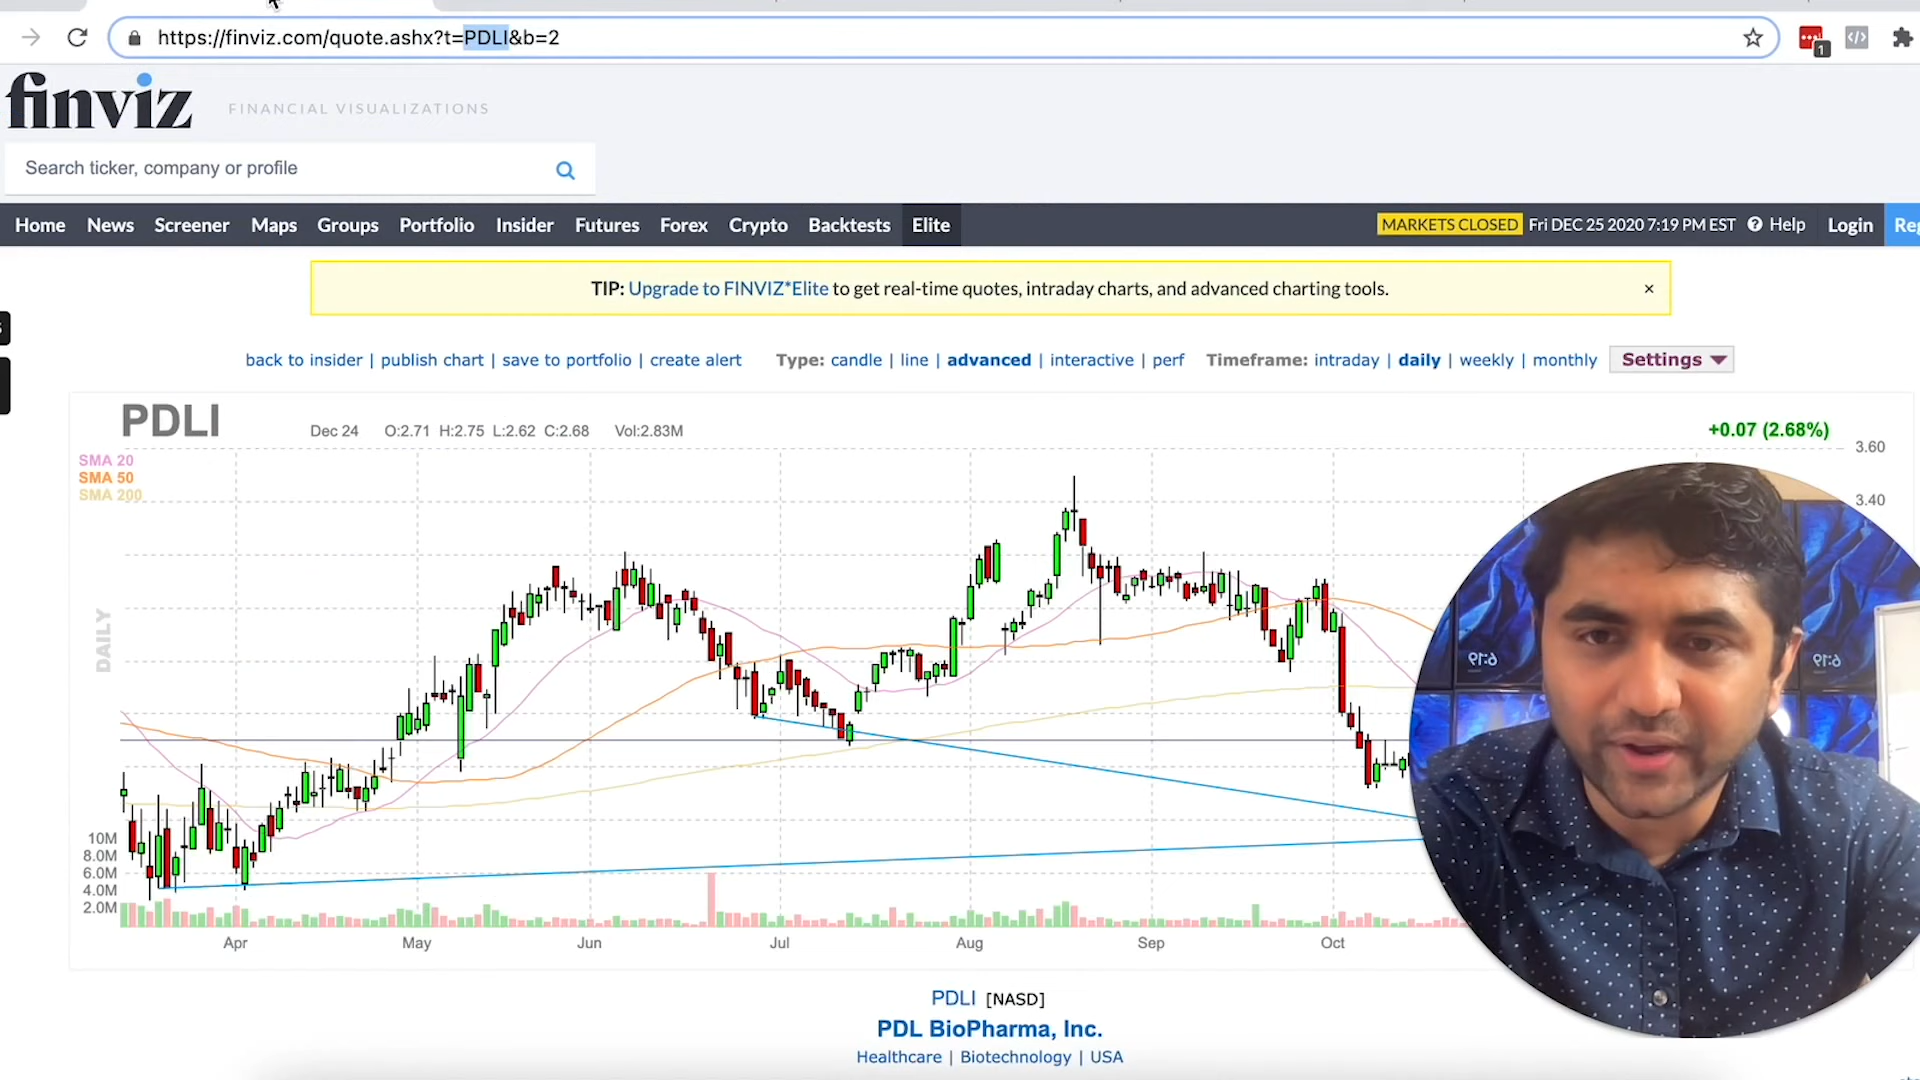 https://finviz.com/quote.ashx?t=PDLI&b=2
1
finviz FINANCIAL VISUALIZATIONS
Search ticker, company or profile
Home News Screener Maps Groups Portfolio Insider Futures Forex Crypto Backtests Elite MARKETS CLOSED Fri DEC 25 2020 7:19 PM EST ? Help Login
TIP: Upgrade to FINVIZ*Elite to get real-time quotes, intraday charts, and advanced charting tools. ×
back to insider | publish chart | save to portfolio | create alert Type: candle | line | advanced | interactive | perf Timeframe: intraday | daily | weekly | monthly Settings
PDLI Dec 24 O:2.71 H:2.75 L:2.62 C:2.68 Vol:2.83M +0.07 (2.68%)
3.60
SMA 20
SMA 50
SMA 200
3.40
DAILY
6:19
6:19
10M
8.0M
6.0M
4.0M
2.0M
Apr May Jun Jul Aug Sep Oct
PDLI [NASD]
PDL BioPharma, Inc.
Healthcare | Biotechnology | USA